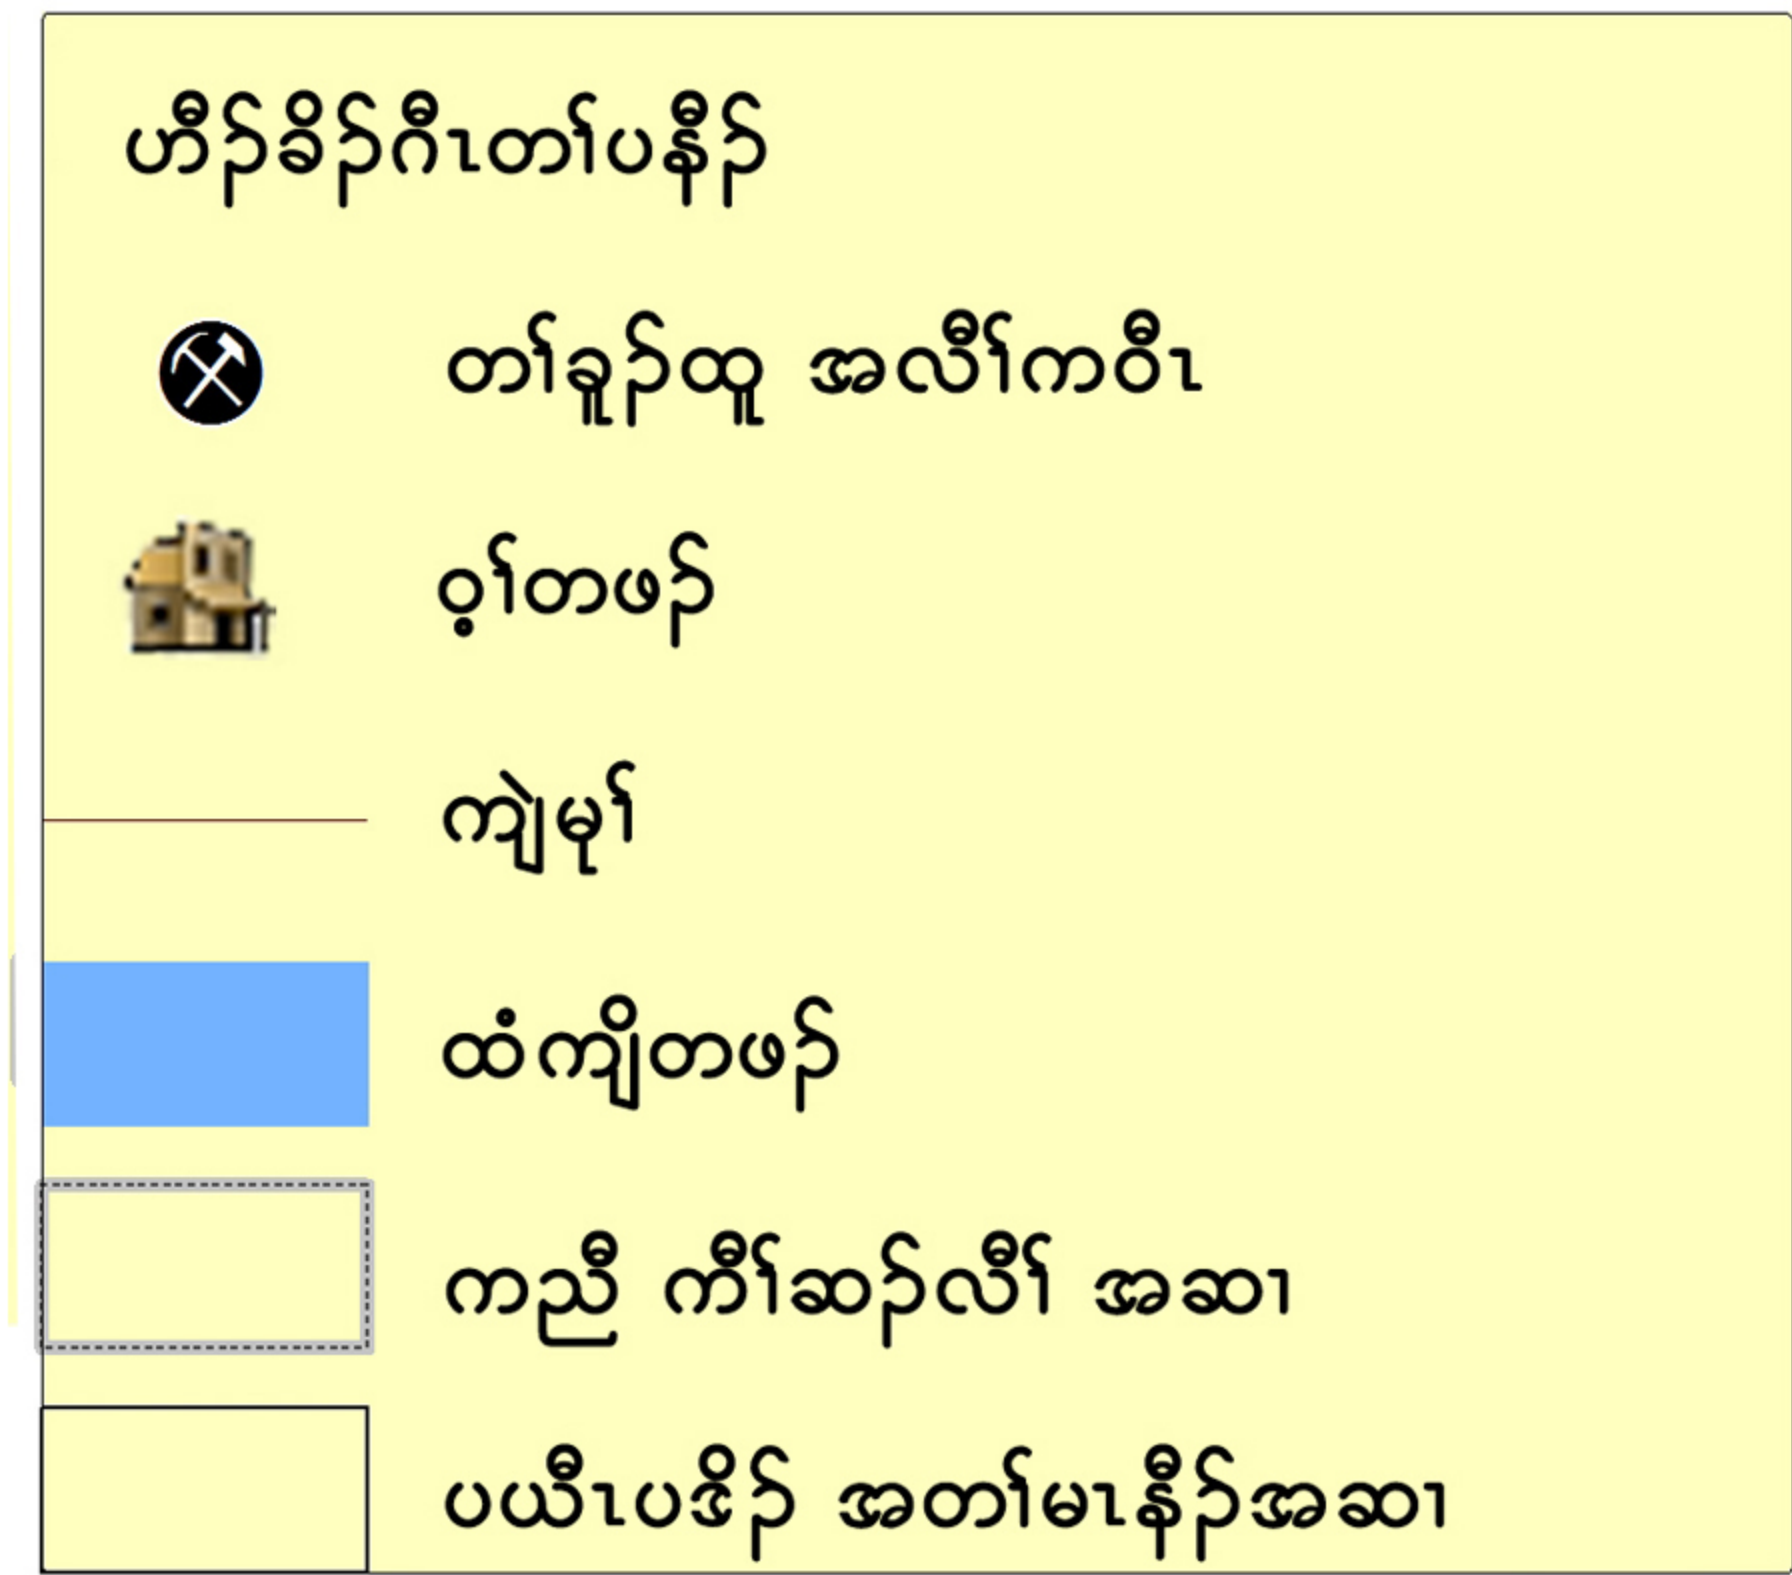 ဟီၣ်ခိၣ်ဂီၤတၢ်ပနီၣ်
တၢ်ခူၣ်ထူ အလီၢ်ကဝီၤ
ဝ့ၢ်တဖၣ်
ကျဲမုၢ်
ထံကျိတဖၣ်
ကညီ ကီၢ်ဆၣ်လီၢ် အဆၢ
ပယီၤပဒိၣ် အတၢ်မၤနီၣ်အဆၢ